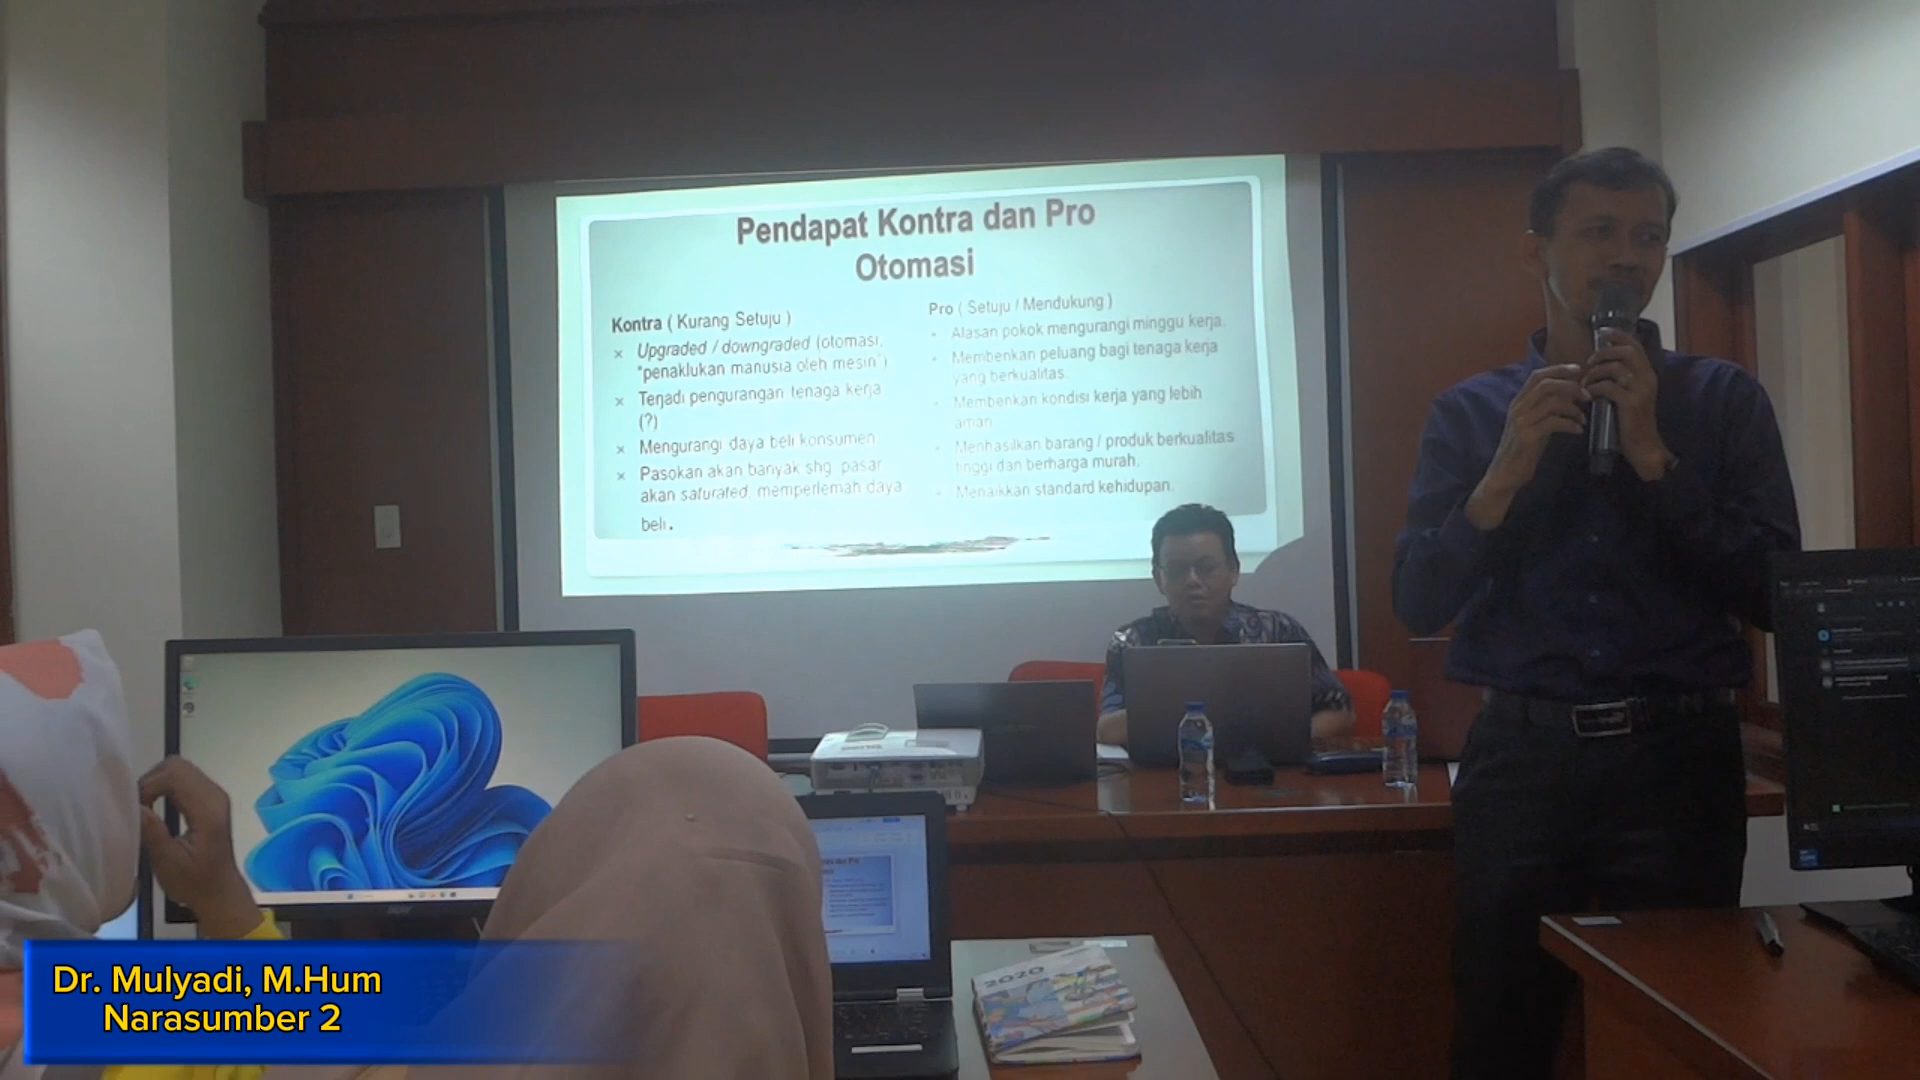 Pendapat Kontra dan Pro
Otomasi
Kontra ( Kurang Setuju )
× Upgraded / downgraded (otomasi,
"penaklukan manusia oleh mesin")
× Terjadi pengurangan tenaga kerja
(?)
× Mengurangi daya beli konsumen.
× Pasokan akan banyak shg. pasar
akan saturated, memperlemah daya
beli.
Pro ( Setuju / Mendukung )
Alasan pokok mengurangi minggu kerja.
Memberikan peluang bagi tenaga kerja
yang berkualitas.
Memberikan kondisi kerja yang lebih
aman
Menhasilkan barang / produk berkualitas
tinggi dan berharga murah.
Menaikkan standard kehidupan.
acer
2020
Dr. Mulyadi, M.Hum
Narasumber 2